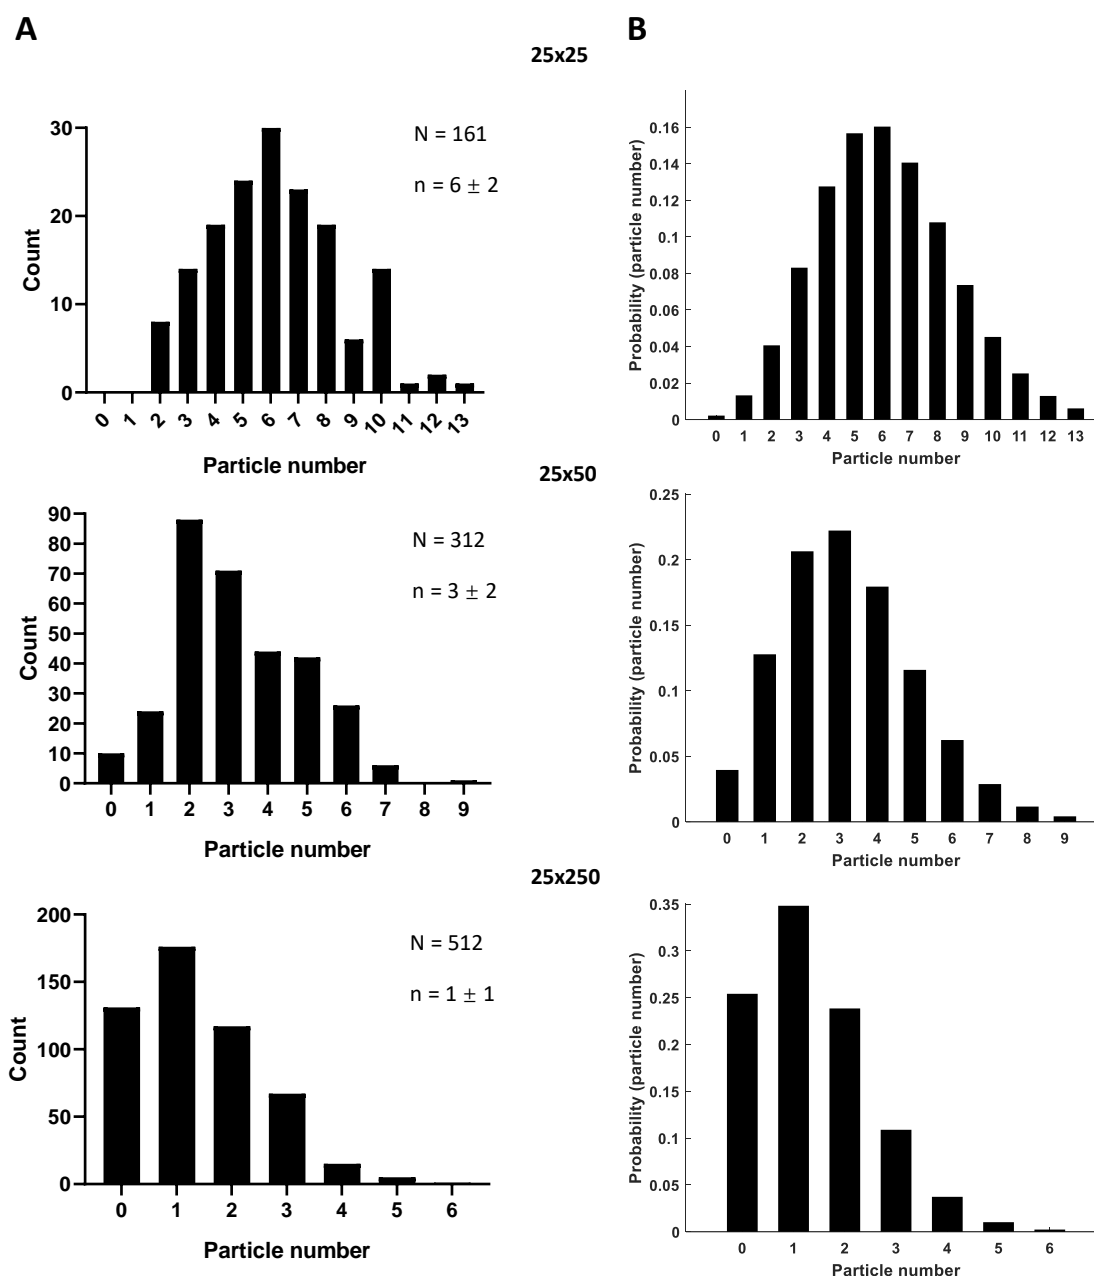 A
B
25x25
30
20
10
0
Count
N = 161
n = 6 ± 2
0 1 2 3 4 5 6 7 8 9 10 11 12 13
Particle number
0.16
0.14
0.12
0.1
0.08
0.06
0.04
0.02
0
Probability (particle number)
0 1 2 3 4 5 6 7 8 9 10 11 12 13
Particle number
25x50
90
80
70
60
50
40
30
20
10
0
Count
N = 312
n = 3 ± 2
0 1 2 3 4 5 6 7 8 9
Particle number
0.25
0.2
0.15
0.1
0.05
0
Probability (particle number)
0 1 2 3 4 5 6 7 8 9
Particle number
25x250
200
150
100
50
0
Count
N = 512
n = 1 ± 1
0 1 2 3 4 5 6
Particle number
0.35
0.3
0.25
0.2
0.15
0.1
0.05
0
Probability (particle number)
0 1 2 3 4 5 6
Particle number